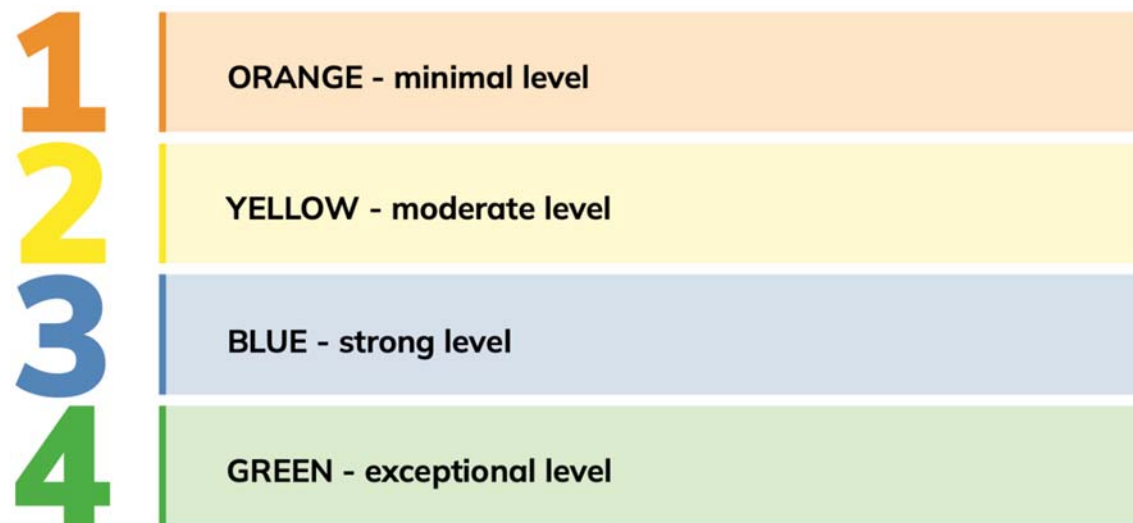 1
ORANGE - minimal level
2
YELLOW - moderate level
3
BLUE - strong level
4
GREEN - exceptional level